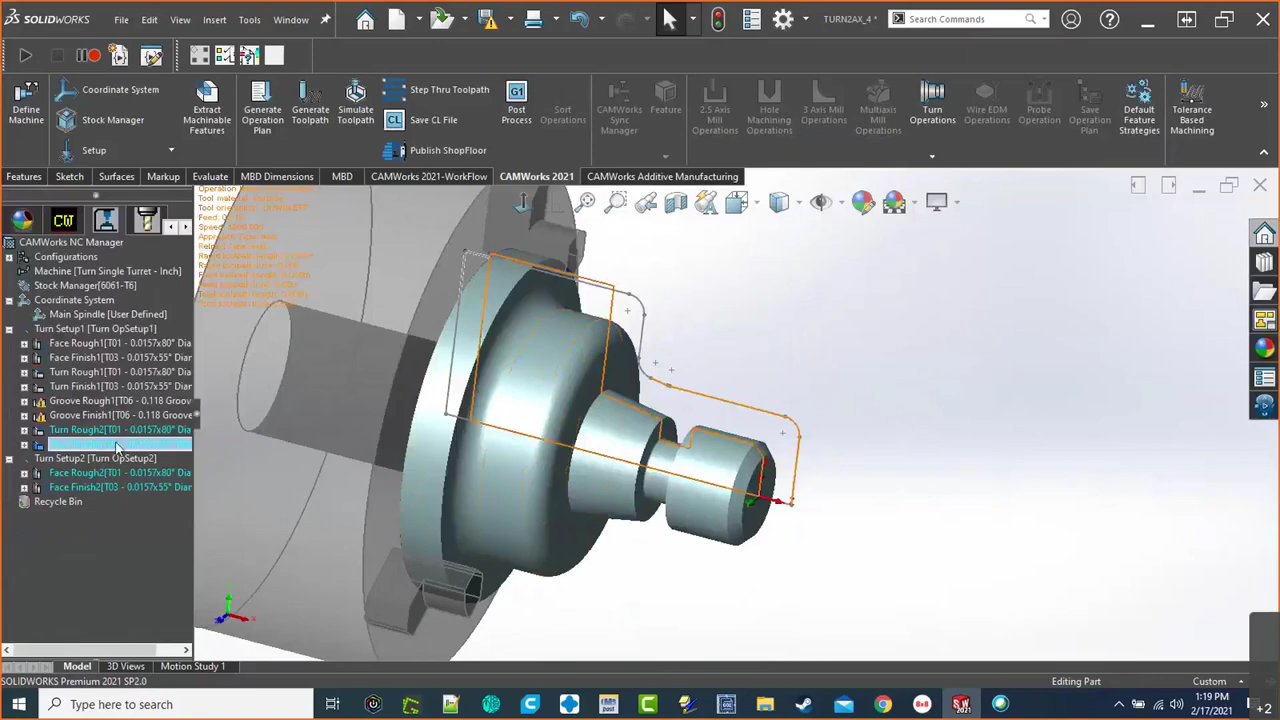 SOLIDWORKS File Edit View Insert Tools Window TURN2AX_4 * Search Commands
Define Machine Coordinate System Stock Manager Setup Extract Machinable Features Generate Operation Plan Generate Toolpath Simulate Toolpath Step Thru Toolpath CL Save CL File Publish ShopFloor G1 Post Process Sort Operations CAMWorks Sync Manager Feature 2.5 Axis Mill Operations Hole Machining Operations 3 Axis Mill Operations Multiaxis Mill Operations Turn Operations Wire EDM Operations Probe Operation Save Operation Plan Default Feature Strategies Tolerance Based Machining
Features Sketch Surfaces Markup Evaluate MBD Dimensions MBD CAMWorks 2021-WorkFlow CAMWorks 2021 CAMWorks Additive Manufacturing
CAMWorks NC Manager
Configurations
Machine [Turn Single Turret - Inch]
Stock Manager[6061-T6]
Coordinate System
Main Spindle [User Defined]
Turn Setup1 [Turn OpSetup1]
Face Rough1[T01 - 0.0157x80° Dia
Face Finish1[T03 - 0.0157x55° Diar
Turn Rough1[T01 - 0.0157x80° Dia
Turn Finish1[T03 - 0.0157x55° Diar
Groove Rough1[T06 - 0.118 Groove
Groove Finish1[T06 - 0.118 Groove
Turn Rough2[T01 - 0.0157x80° Dia
Turn Setup2 [Turn OpSetup2]
Face Rough2[T01 - 0.0157x80° Dia
Face Finish2[T03 - 0.0157x55° Diar
Recycle Bin
Model 3D Views Motion Study 1
SOLIDWORKS Premium 2021 SP2.0 Editing Part Custom
Type here to search 1:19 PM
2/17/2021
+2